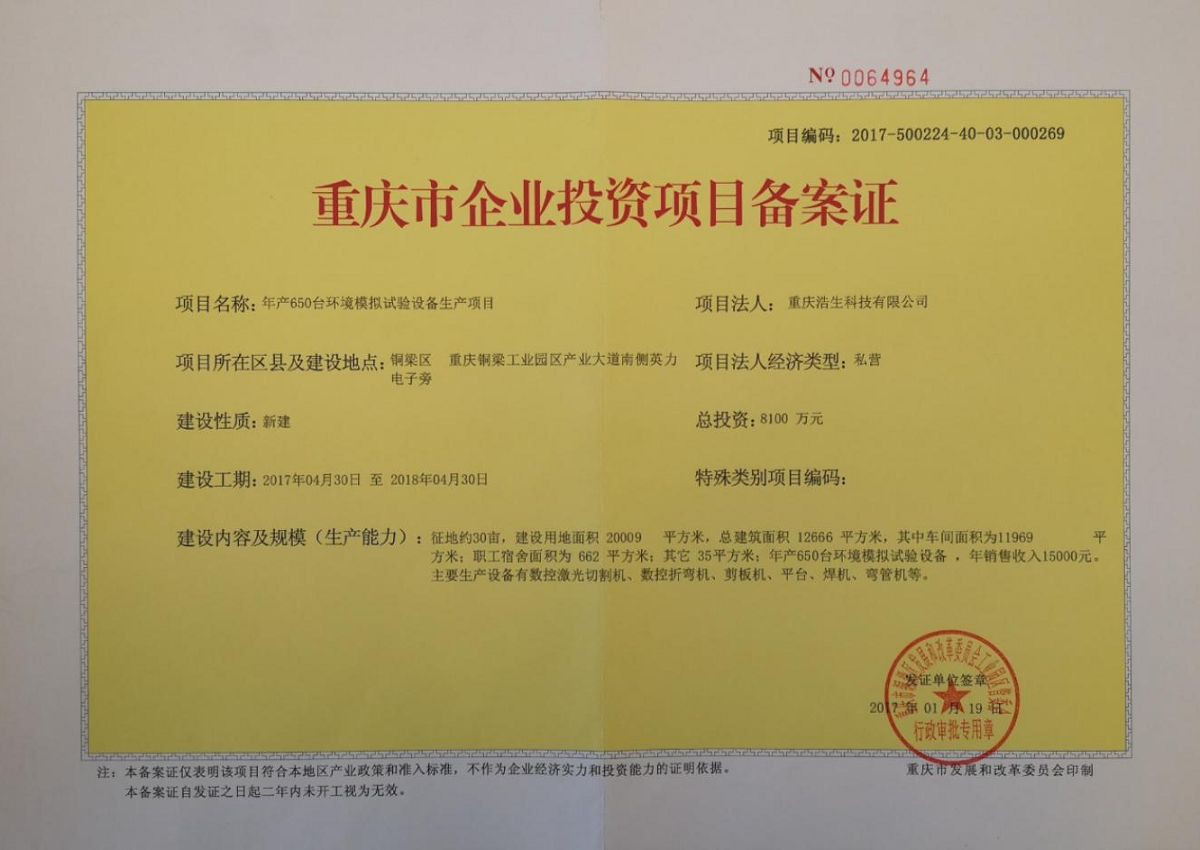 № 0064964
项目编码：2017-500224-40-03-000269
重庆市企业投资项目备案证
项目名称：年产650台环境模拟试验设备生产项目
项目法人：重庆浩生科技有限公司
项目所在区县及建设地点：铜梁区 重庆铜梁工业园区产业大道南侧英力
电子旁
项目法人经济类型：私营
建设性质：新建
总投资：8100 万元
建设工期：2017年04月30日 至 2018年04月30日
特殊类别项目编码：
建设内容及规模（生产能力）：征地约30亩，建设用地面积 20009 平方米，总建筑面积 12666 平方米，其中车间面积为11969 平
方米；职工宿舍面积为 662 平方米；其它 35平方米；年产650台环境模拟试验设备 ，年销售收入15000元。
主要生产设备有数控激光切割机、数控折弯机、剪板机、平台、焊机、弯管机等。
发证单位签章
2017 年 01 月 19 日
行政审批专用章
注：本备案证仅表明该项目符合本地区产业政策和准入标准，不作为企业经济实力和投资能力的证明依据。
本备案证自发证之日起二年内未开工视为无效。
重庆市发展和改革委员会印制